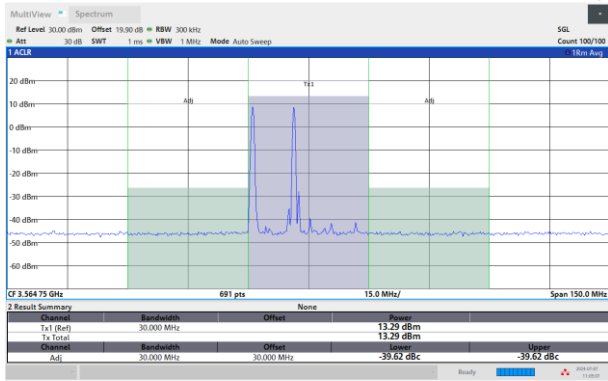 MultiView Spectrum
Ref Level 30.00 dBm Offset 19.90 dB RBW 300 kHz SGL
Att 30 dB SWT 1 ms VBW 1 MHz Mode Auto Sweep Count 100/100
1 ACLR 1Rm Avg
20 dBm
Tx1
Adj Adj
10 dBm
0 dBm
-10 dBm
-20 dBm
-30 dBm
-40 dBm
-50 dBm
-60 dBm
CF 3.564 75 GHz 691 pts 15.0 MHz/ Span 150.0 MHz
2 Result Summary None
Channel Bandwidth Offset Power
Tx1 (Ref) 30.000 MHz 13.29 dBm
Tx Total 13.29 dBm
Channel Bandwidth Offset Lower Upper
Adj 30.000 MHz 30.000 MHz -39.62 dBc -39.62 dBc
Ready